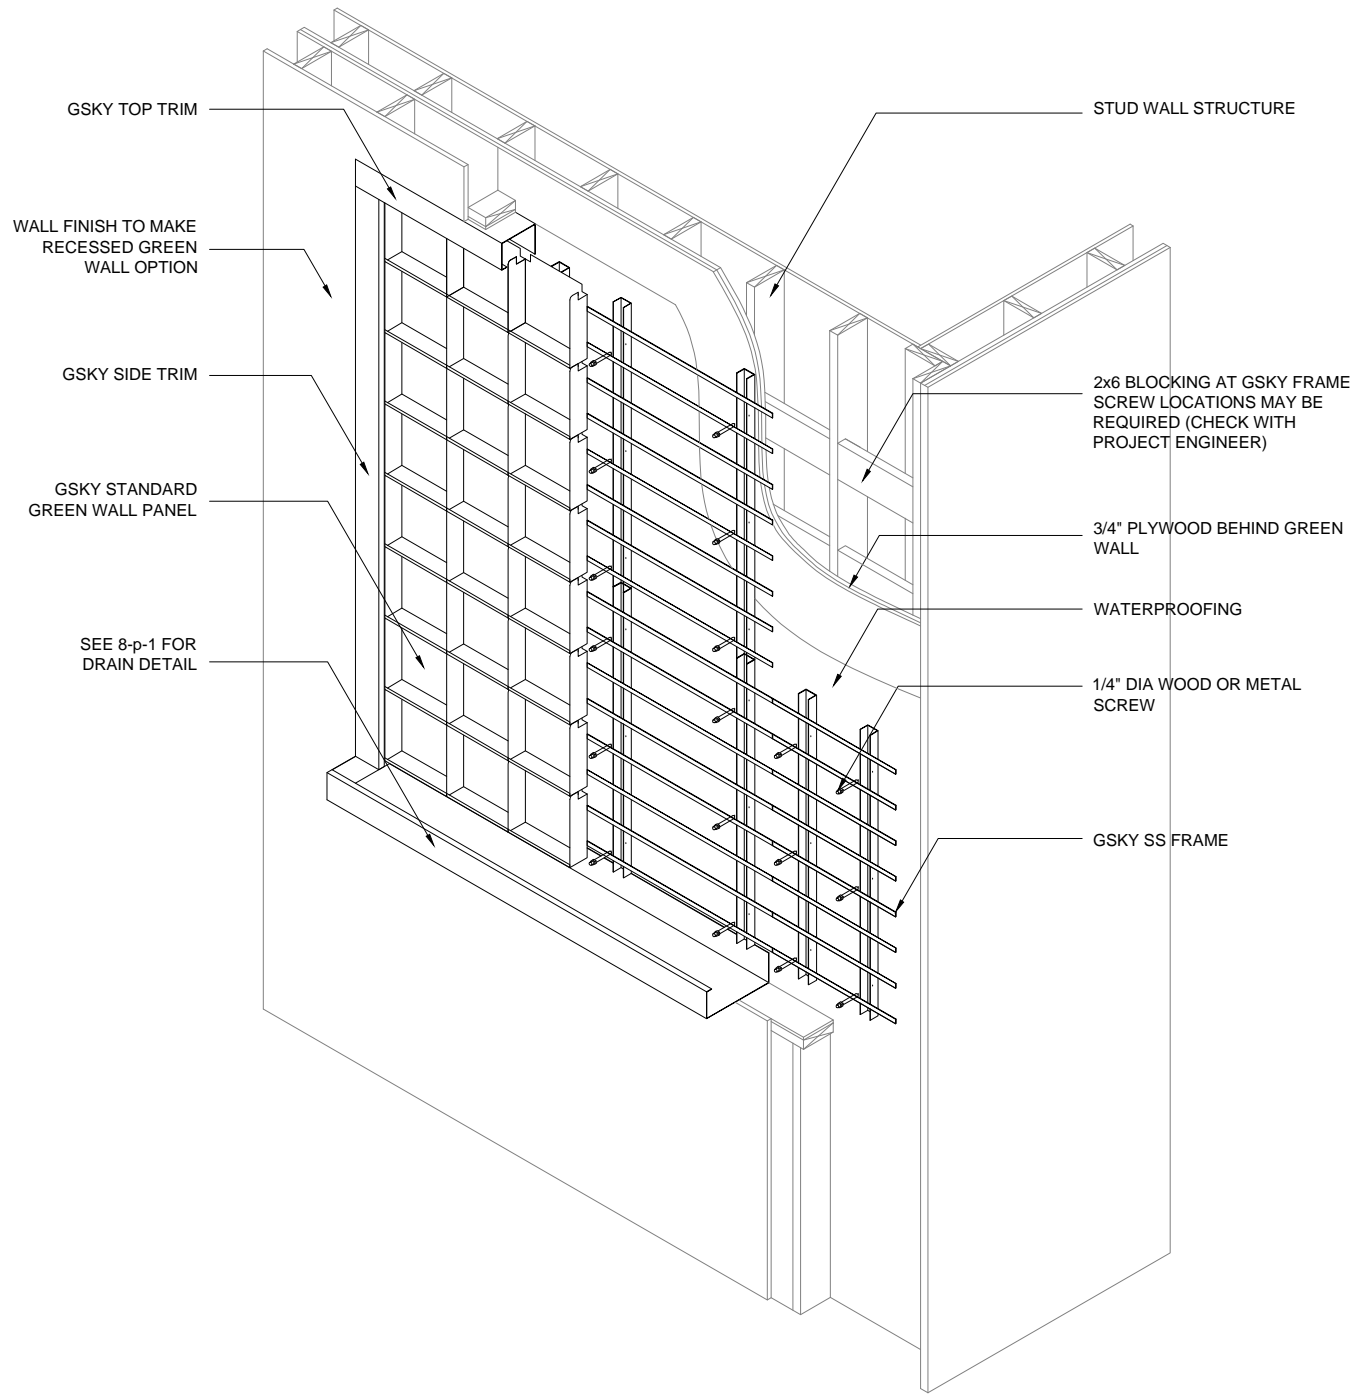 GSKY TOP TRIM
WALL FINISH TO MAKE
RECESSED GREEN
WALL OPTION
GSKY SIDE TRIM
GSKY STANDARD
GREEN WALL PANEL
SEE 8-p-1 FOR
DRAIN DETAIL
STUD WALL STRUCTURE
2x6 BLOCKING AT GSKY FRAME
SCREW LOCATIONS MAY BE
REQUIRED (CHECK WITH
PROJECT ENGINEER)
3/4" PLYWOOD BEHIND GREEN
WALL
WATERPROOFING
1/4" DIA WOOD OR METAL
SCREW
GSKY SS FRAME